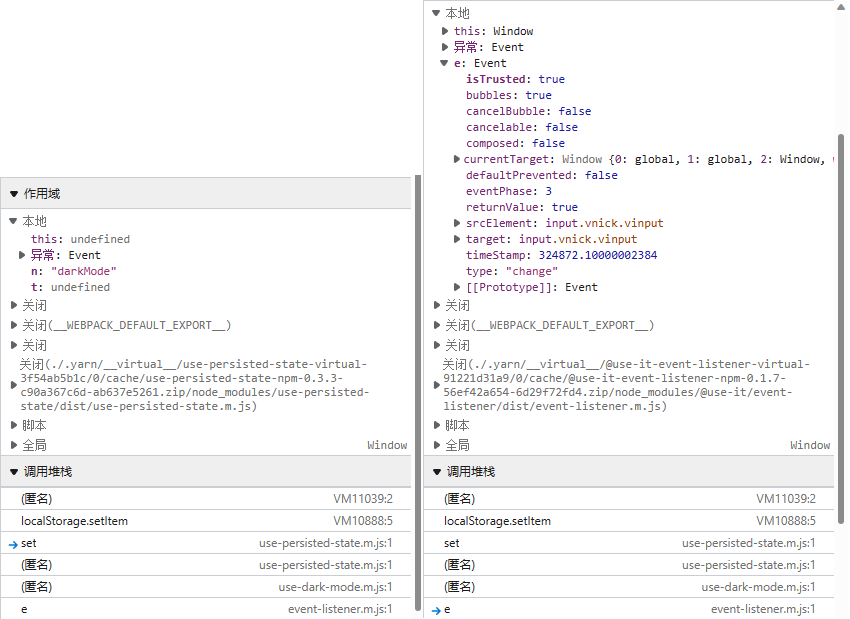 作用域
本地
this: undefined
异常: Event
n: "darkMode"
t: undefined
关闭
关闭(__WEBPACK_DEFAULT_EXPORT__)
关闭
关闭(./.yarn/__virtual__/use-persisted-state-virtual-
3f54ab5b1c/0/cache/use-persisted-state-npm-0.3.3-
c90a367c6d-ab637e5261.zip/node_modules/use-persisted-
state/dist/use-persisted-state.m.js)
脚本
全局 Window
调用堆栈
(匿名) VM11039:2
localStorage.setItem VM10888:5
set use-persisted-state.m.js:1
(匿名) use-persisted-state.m.js:1
(匿名) use-dark-mode.m.js:1
e event-listener.m.js:1
本地
this: Window
异常: Event
e: Event
isTrusted: true
bubbles: true
cancelBubble: false
cancelable: false
composed: false
currentTarget: Window {0: global, 1: global, 2: Window,
defaultPrevented: false
eventPhase: 3
returnValue: true
srcElement: input.vnick.vinput
target: input.vnick.vinput
timeStamp: 324872.10000002384
type: "change"
[[Prototype]]: Event
关闭
关闭(__WEBPACK_DEFAULT_EXPORT__)
关闭
关闭(./.yarn/__virtual__/@use-it-event-listener-virtual-
91221d31a9/0/cache/@use-it-event-listener-npm-0.1.7-
56ef42a654-6d29f72fd4.zip/node_modules/@use-it/event-
listener/dist/event-listener.m.js)
脚本
全局 Window
调用堆栈
(匿名) VM11039:2
localStorage.setItem VM10888:5
set use-persisted-state.m.js:1
(匿名) use-persisted-state.m.js:1
(匿名) use-dark-mode.m.js:1
e event-listener.m.js:1